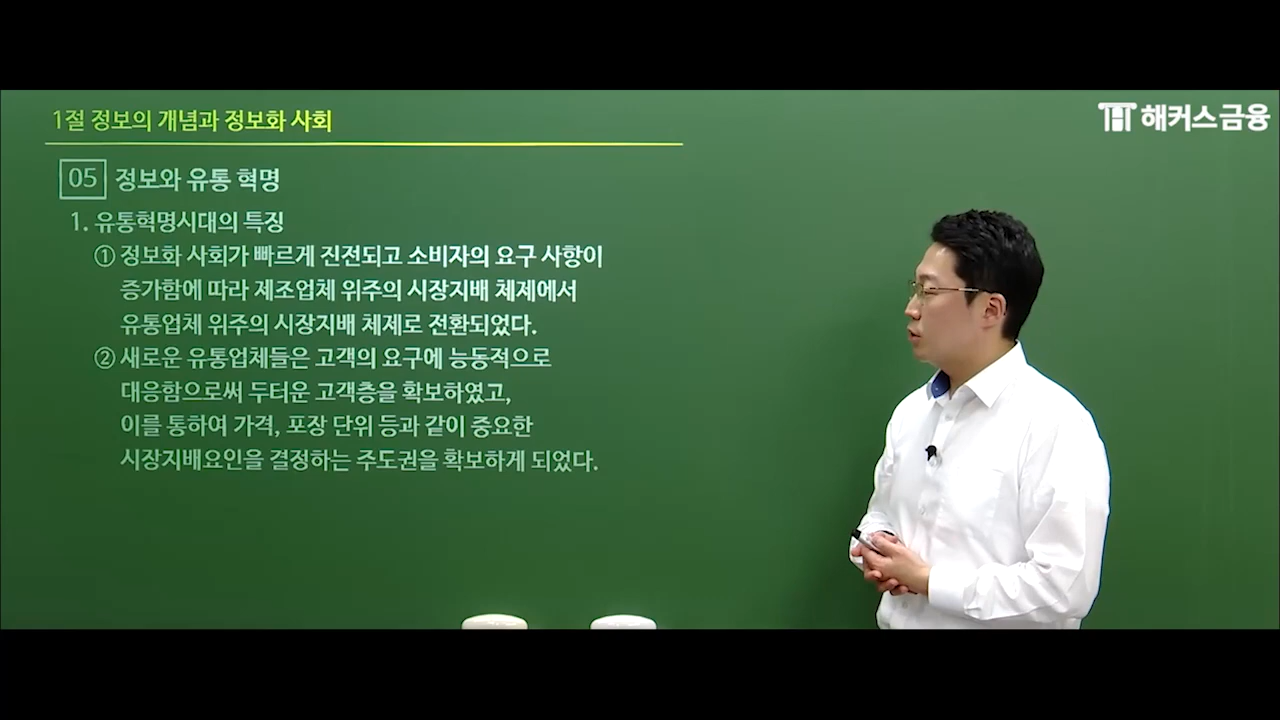 1절 정보의 개념과 정보화 사회
해커스금융
05 정보와 유통 혁명
1. 유통혁명시대의 특징
① 정보화 사회가 빠르게 진전되고 소비자의 요구 사항이
증가함에 따라 제조업체 위주의 시장지배 체제에서
유통업체 위주의 시장지배 체제로 전환되었다.
② 새로운 유통업체들은 고객의 요구에 능동적으로
대응함으로써 두터운 고객층을 확보하였고,
이를 통하여 가격, 포장 단위 등과 같이 중요한
시장지배요인을 결정하는 주도권을 확보하게 되었다.